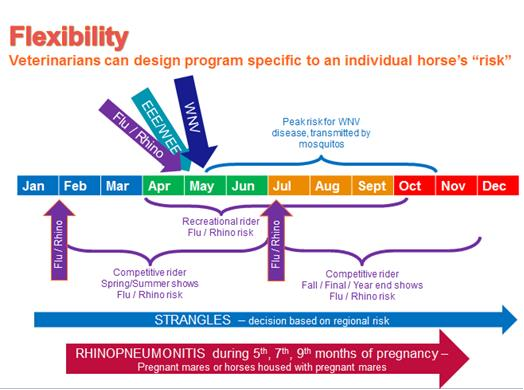 Flexibility
Veterinarians can design program specific to an individual horse's “risk”
Flu / Rhino
EEE/WEE
WNV
Peak risk for WNV
disease, transmitted by
mosquitos
Jan Feb Mar Apr May Jun Jul Aug Sept Oct Nov Dec
Flu / Rhino
Recreational rider
Flu / Rhino risk
Flu / Rhino
Competitive rider
Spring/Summer shows
Flu / Rhino risk
Competitive rider
Fall / Final / Year end shows
Flu / Rhino risk
STRANGLES – decision based on regional risk
RHINOPNEUMONITIS during 5th, 7th, 9th months of pregnancy –
Pregnant mares or horses housed with pregnant mares